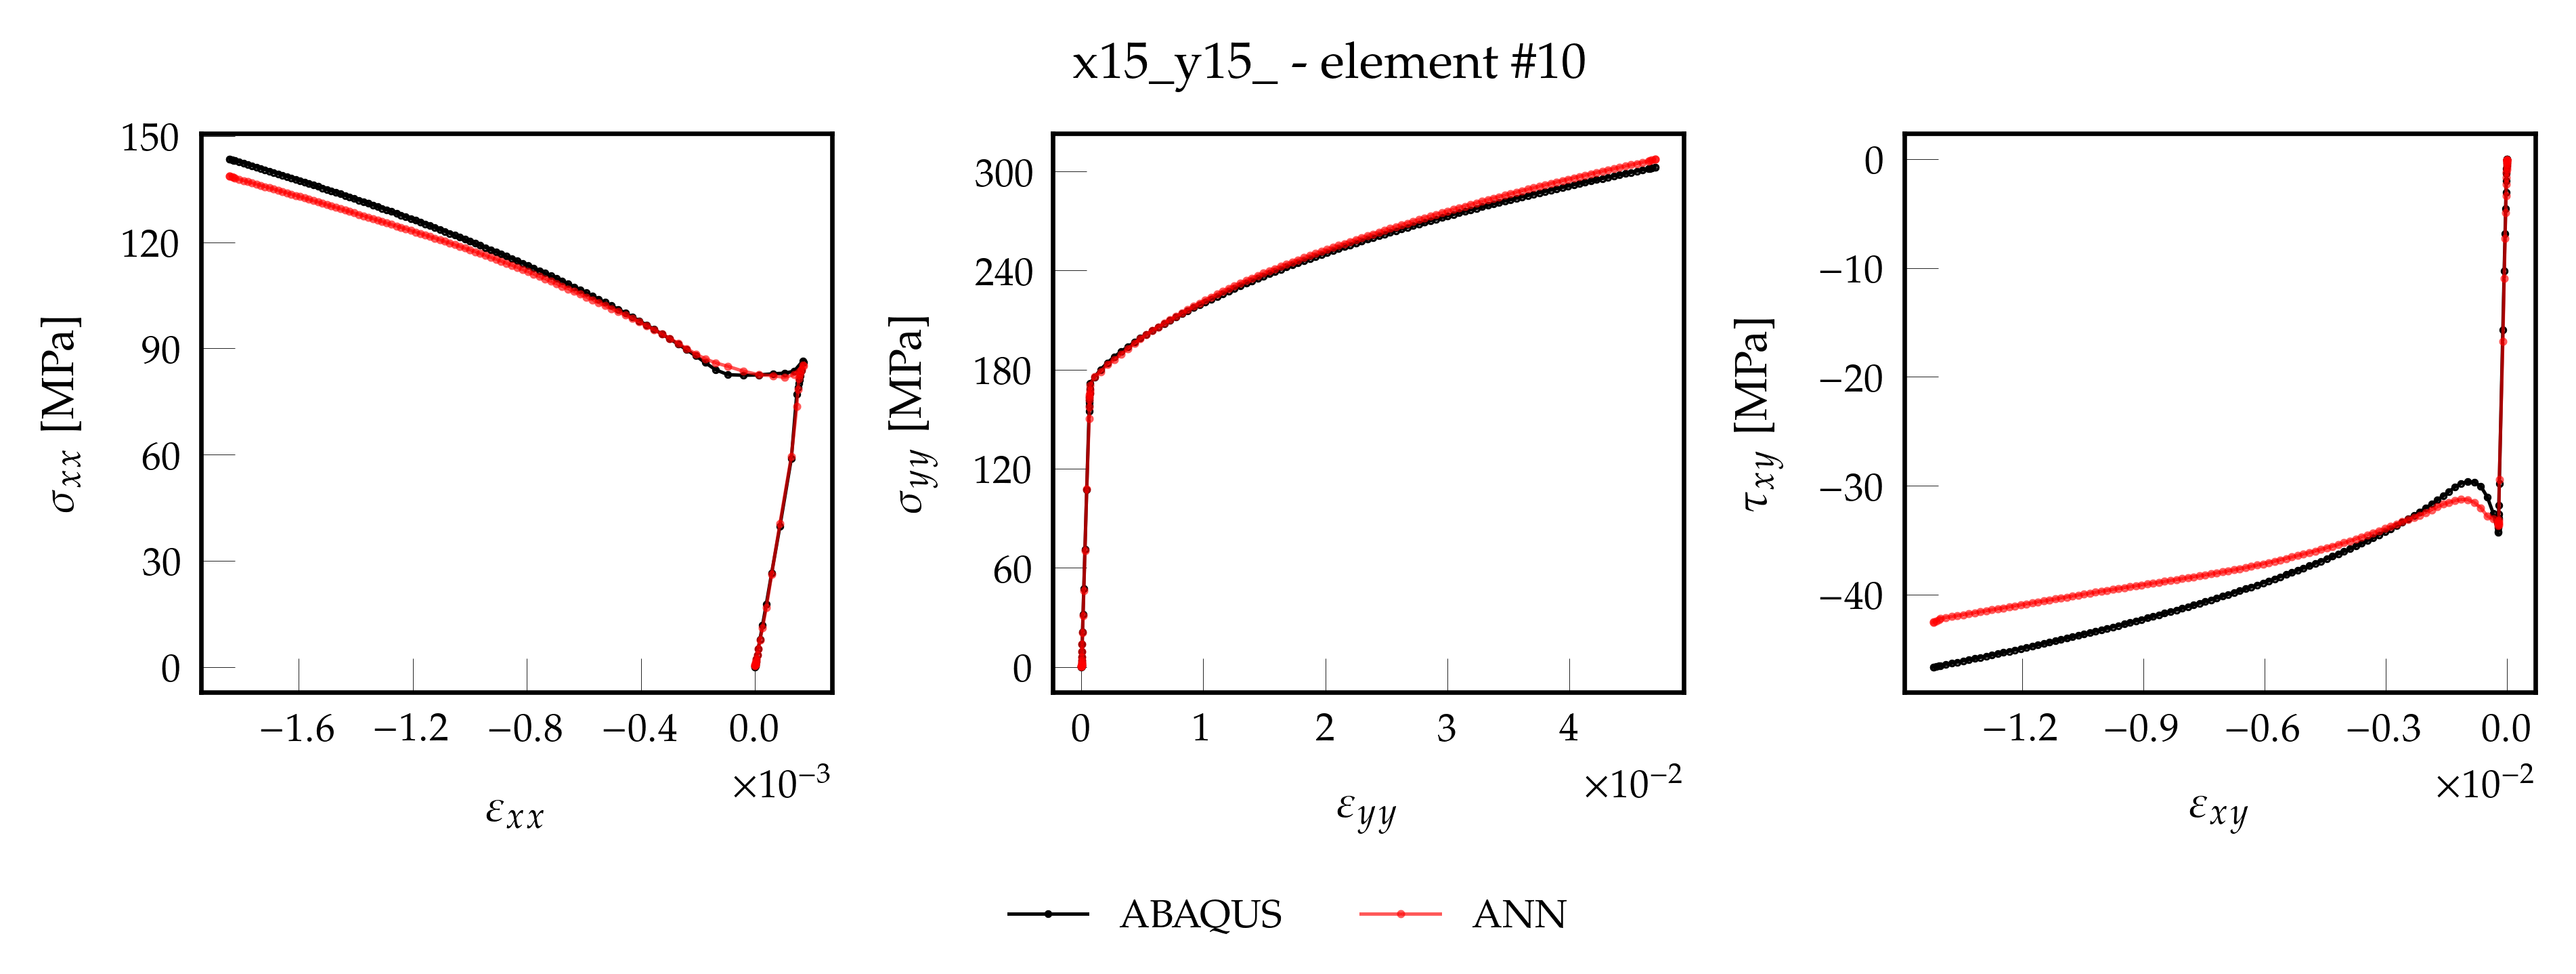 x15_y15_ - element #10
150
120
90
60
30
0
σxx [MPa]
−1.6 −1.2 −0.8 −0.4 0.0
×10−3
εxx
300
240
180
120
60
0
σyy [MPa]
0 1 2 3 4
×10−2
εyy
0
−10
−20
−30
−40
τxy [MPa]
−1.2 −0.9 −0.6 −0.3 0.0
×10−2
εxy
ABAQUS ANN